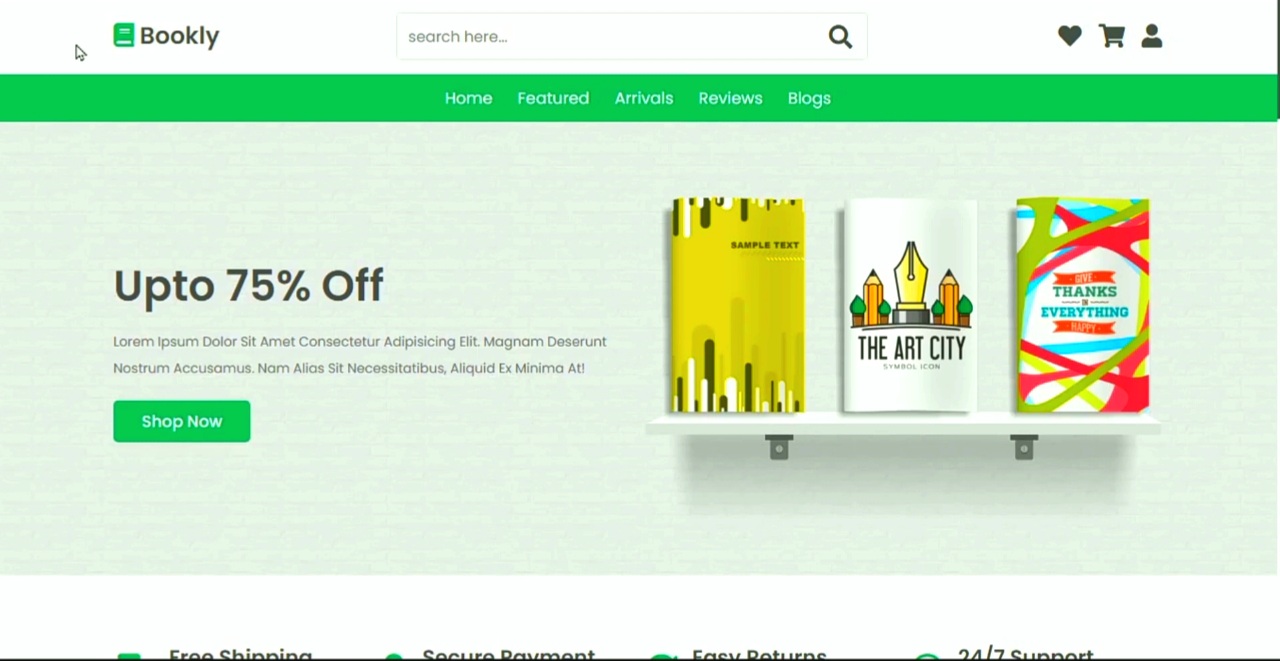 Bookly
search here...
Home Featured Arrivals Reviews Blogs
Upto 75% Off
Lorem Ipsum Dolor Sit Amet Consectetur Adipisicing Elit. Magnam Deserunt
Nostrum Accusamus. Nam Alias Sit Necessitatibus, Aliquid Ex Minima At!
Shop Now
SAMPLE TEXT
THE ART CITY
SYMBOL ICON
GIVE
THANKS
IN
EVERYTHING
HAPPY
Free Shipping Secure Payment Easy Returns 24/7 Support